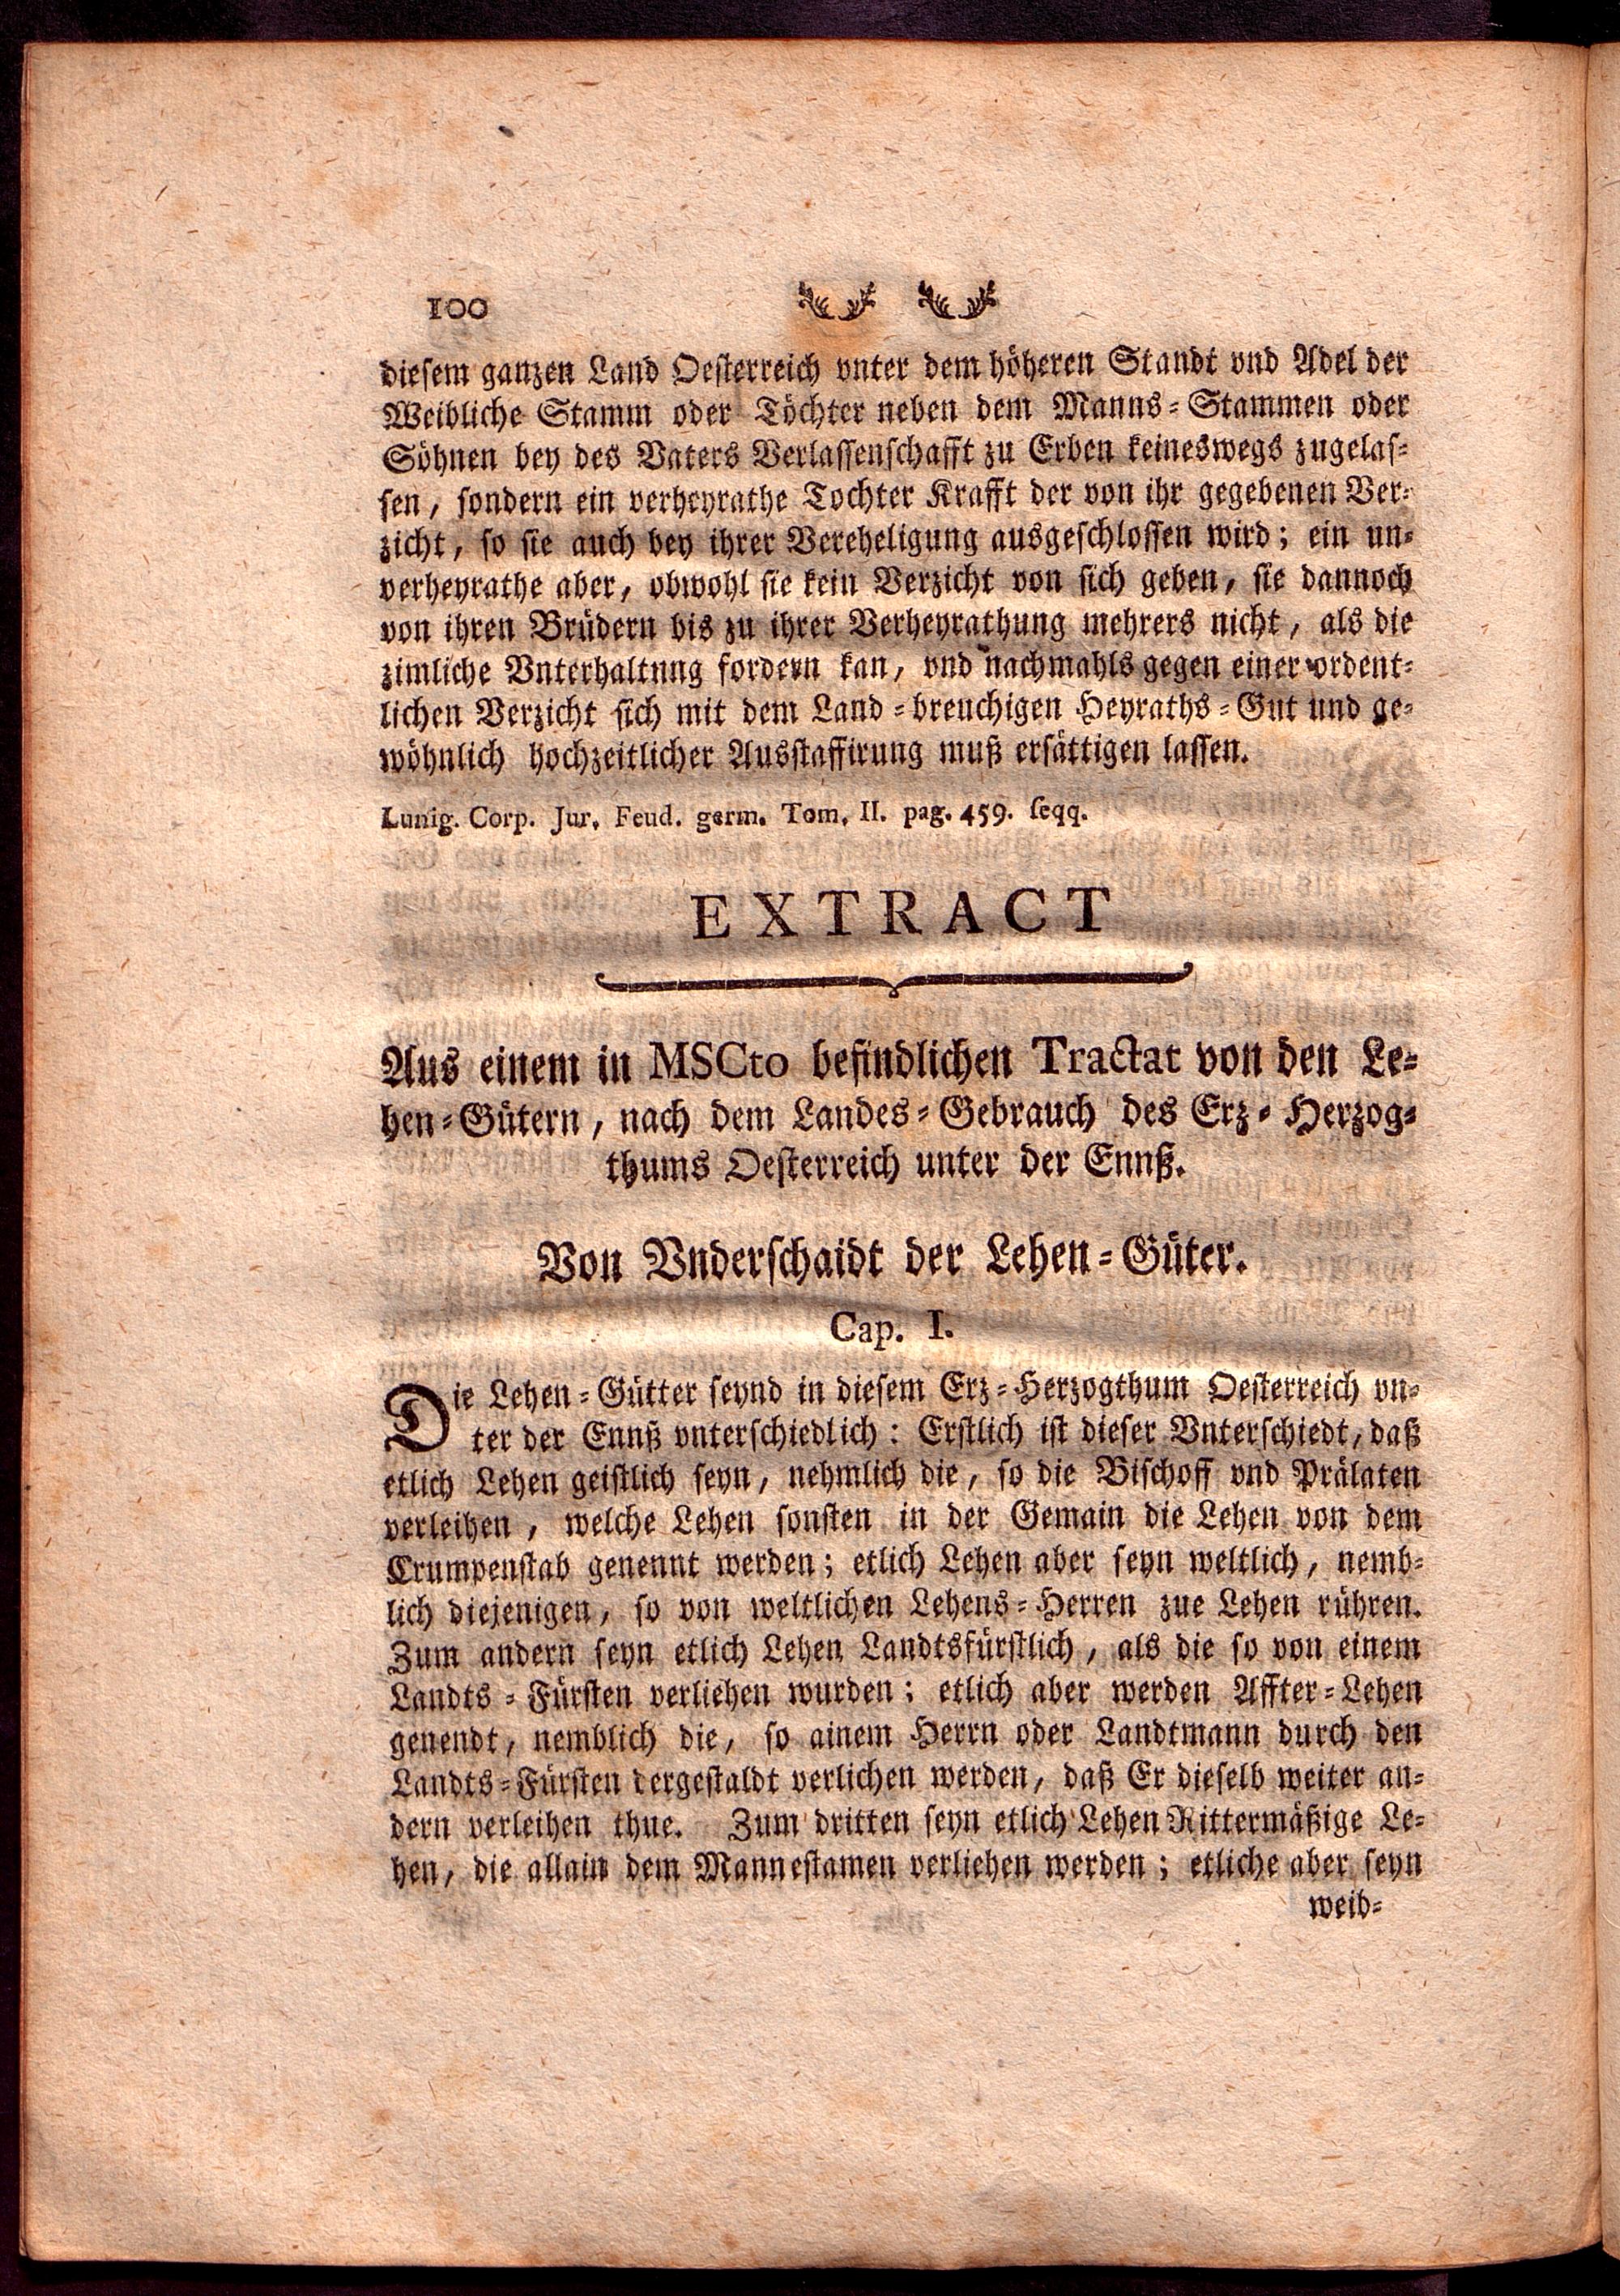 100
diesem ganzen Land Oesterreich vnter dem höheren Standt vnd Adel der
Weibliche Stamm oder Töchter neben dem Manns-Stammen oder
Söhnen bey des Vaters Verlassenschafft zu Erben keineswegs zugelas-
sen, sondern ein verheyrathe Tochter Krafft der von ihr gegebenen Ver-
zicht, so sie auch bey ihrer Vereheligung ausgeschlossen wird; ein un-
verheyrathe aber, obwohl sie kein Verzicht von sich geben, sie dannoch
von ihren Brüdern bis zu ihrer Verheyrathung mehrers nicht, als die
zimliche Vnterhaltnng fordern kan, vnd nachmahls gegen einer ordent-
lichen Verzicht sich mit dem Land-breuchigen Heyraths-Gut und ge-
wöhnlich hochzeitlicher Ausstaffirung muß ersättigen lassen.
Lunig. Corp. Jur. Feud. germ. Tom. II. pag. 459. seqq.
EXTRACT
Aus einem in MSCto befindlichen Tractat von den Le-
hen-Gütern, nach dem Landes-Gebrauch des Erz-Herzog-
thums Oesterreich unter der Ennß.
Von Vnderschaidt der Lehen-Güter.
Cap. I.
Die Lehen-Gütter seynd in diesem Erz-Herzogthum Oesterreich vn-
ter der Ennß vnterschiedlich: Erstlich ist dieser Vnterschiedt, daß
etlich Lehen geistlich seyn, nehmlich die, so die Bischoff vnd Prälaten
verleihen, welche Lehen sonsten in der Gemain die Lehen von dem
Crumpenstab genennt werden; etlich Lehen aber seyn weltlich, nemb-
lich diejenigen, so von weltlichen Lehens-Herren zue Lehen rühren.
Zum andern seyn etlich Lehen Landtsfürstlich, als die so von einem
Landts-Fürsten verliehen wurden; etlich aber werden Affter-Lehen
genendt, nemblich die, so ainem Herrn oder Landtmann durch den
Landts-Fürsten dergestaldt verlichen werden, daß Er dieselb weiter an-
dern verleihen thue. Zum dritten seyn etlich Lehen Rittermäßige Le-
hen, die allain dem Mannestamen verliehen werden; etliche aber seyn
weib-